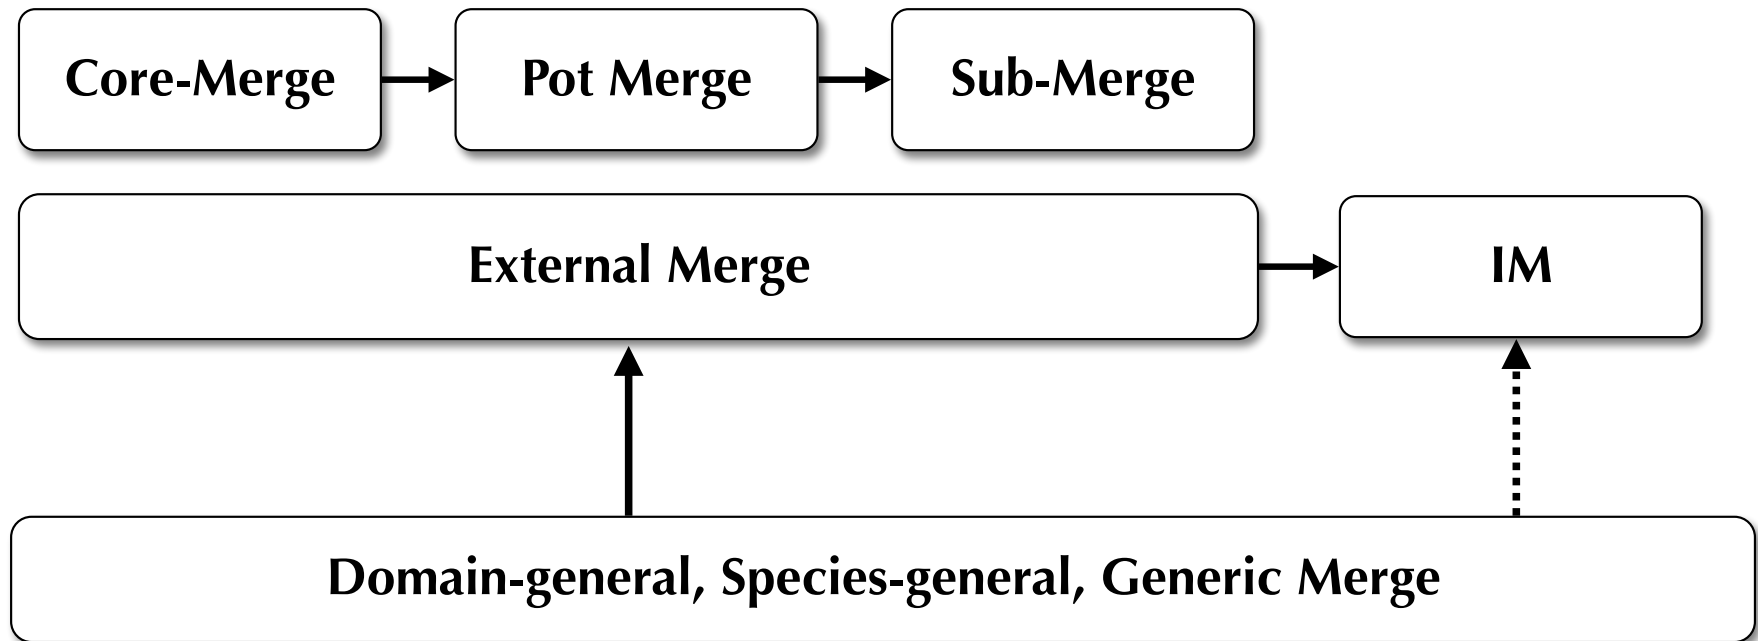 Core-Merge
Pot Merge
Sub-Merge
External Merge
IM
Domain-general, Species-general, Generic Merge